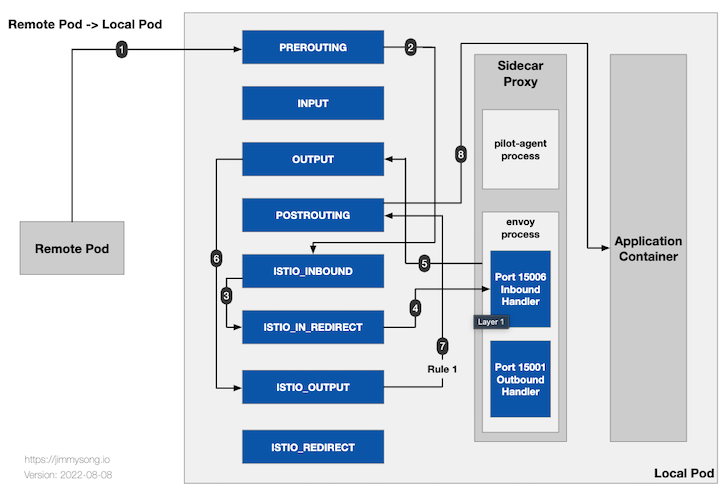 Remote Pod -> Local Pod
1
PREROUTING
2
INPUT
OUTPUT
POSTROUTING
8
6
ISTIO_INBOUND
5
3
ISTIO_IN_REDIRECT
4
7
Rule 1
ISTIO_OUTPUT
ISTIO_REDIRECT
Remote Pod
Sidecar
Proxy
pilot-agent
process
envoy
process
Port 15006
Inbound
Handler
Layer 1
Port 15001
Outbound
Handler
Application
Container
Local Pod
https://jimmysong.io
Version: 2022-08-08